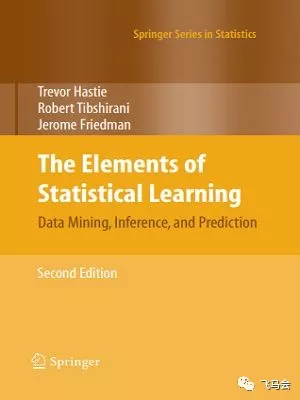 Springer Series in Statistics
Trevor Hastie
Robert Tibshirani
Jerome Friedman
The Elements of
Statistical Learning
Data Mining, Inference, and Prediction
Second Edition
Springer
飞马会